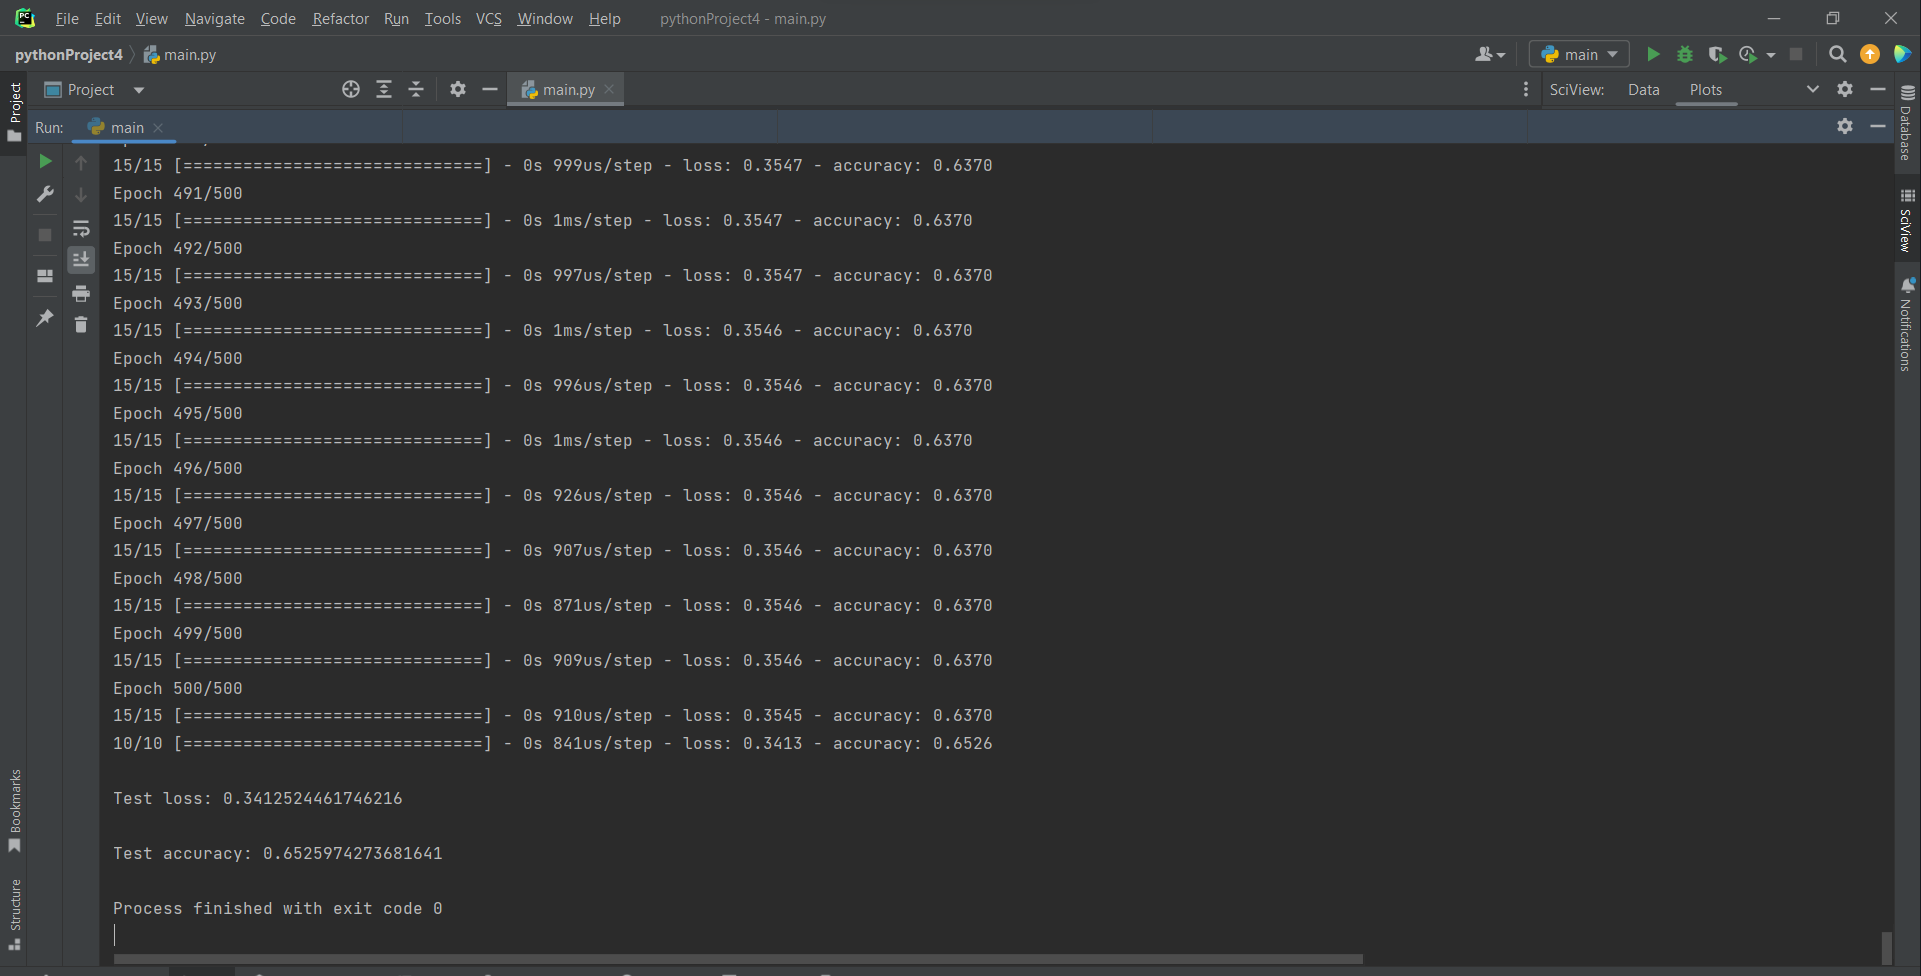 File Edit View Navigate Code Refactor Run Tools VCS Window Help pythonProject4 - main.py
pythonProject4 main.py main
Project main.py SciView: Data Plots
Run: main
15/15 [==============================] - 0s 999us/step - loss: 0.3547 - accuracy: 0.6370
Epoch 491/500
15/15 [==============================] - 0s 1ms/step - loss: 0.3547 - accuracy: 0.6370
Epoch 492/500
15/15 [==============================] - 0s 997us/step - loss: 0.3547 - accuracy: 0.6370
Epoch 493/500
15/15 [==============================] - 0s 1ms/step - loss: 0.3546 - accuracy: 0.6370
Epoch 494/500
15/15 [==============================] - 0s 996us/step - loss: 0.3546 - accuracy: 0.6370
Epoch 495/500
15/15 [==============================] - 0s 1ms/step - loss: 0.3546 - accuracy: 0.6370
Epoch 496/500
15/15 [==============================] - 0s 926us/step - loss: 0.3546 - accuracy: 0.6370
Epoch 497/500
15/15 [==============================] - 0s 907us/step - loss: 0.3546 - accuracy: 0.6370
Epoch 498/500
15/15 [==============================] - 0s 871us/step - loss: 0.3546 - accuracy: 0.6370
Epoch 499/500
15/15 [==============================] - 0s 909us/step - loss: 0.3546 - accuracy: 0.6370
Epoch 500/500
15/15 [==============================] - 0s 910us/step - loss: 0.3545 - accuracy: 0.6370
10/10 [==============================] - 0s 841us/step - loss: 0.3413 - accuracy: 0.6526
Test loss: 0.3412524461746216
Test accuracy: 0.6525974273681641
Process finished with exit code 0
Project
Bookmarks
Structure
Database
SciView
Notifications